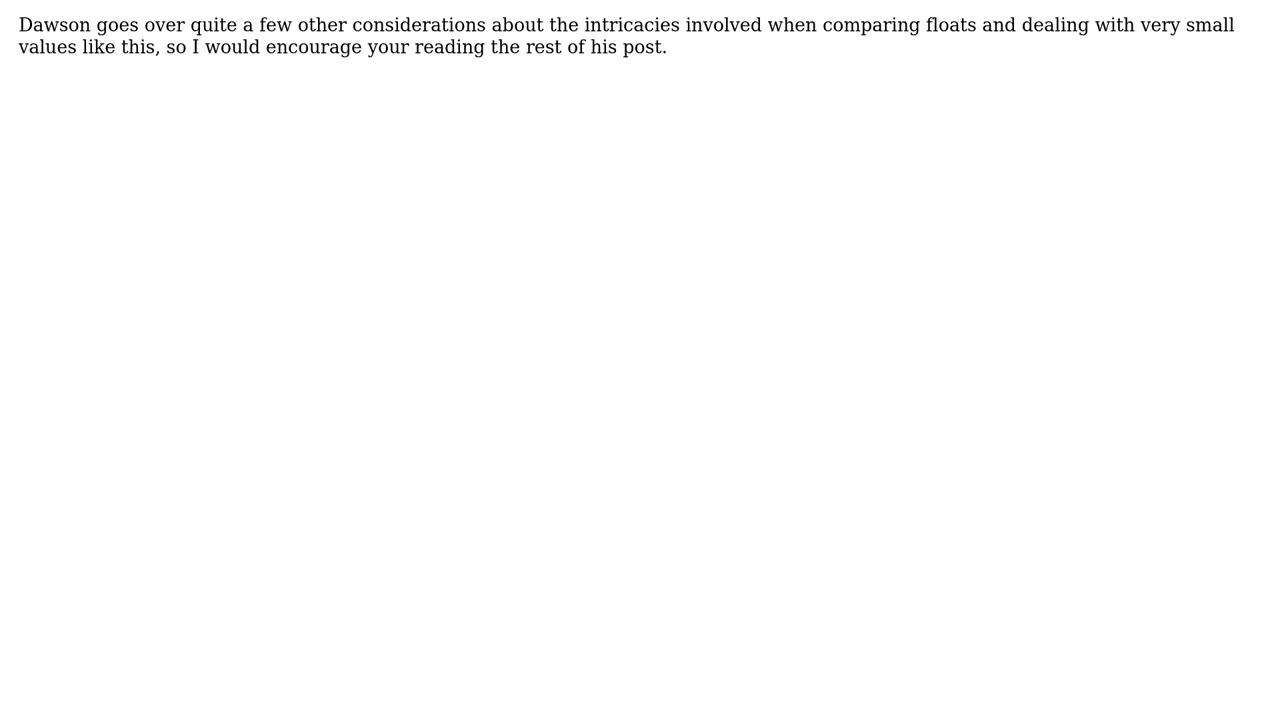 Dawson goes over quite a few other considerations about the intricacies involved when comparing floats and dealing with very small
values like this, so I would encourage your reading the rest of his post.